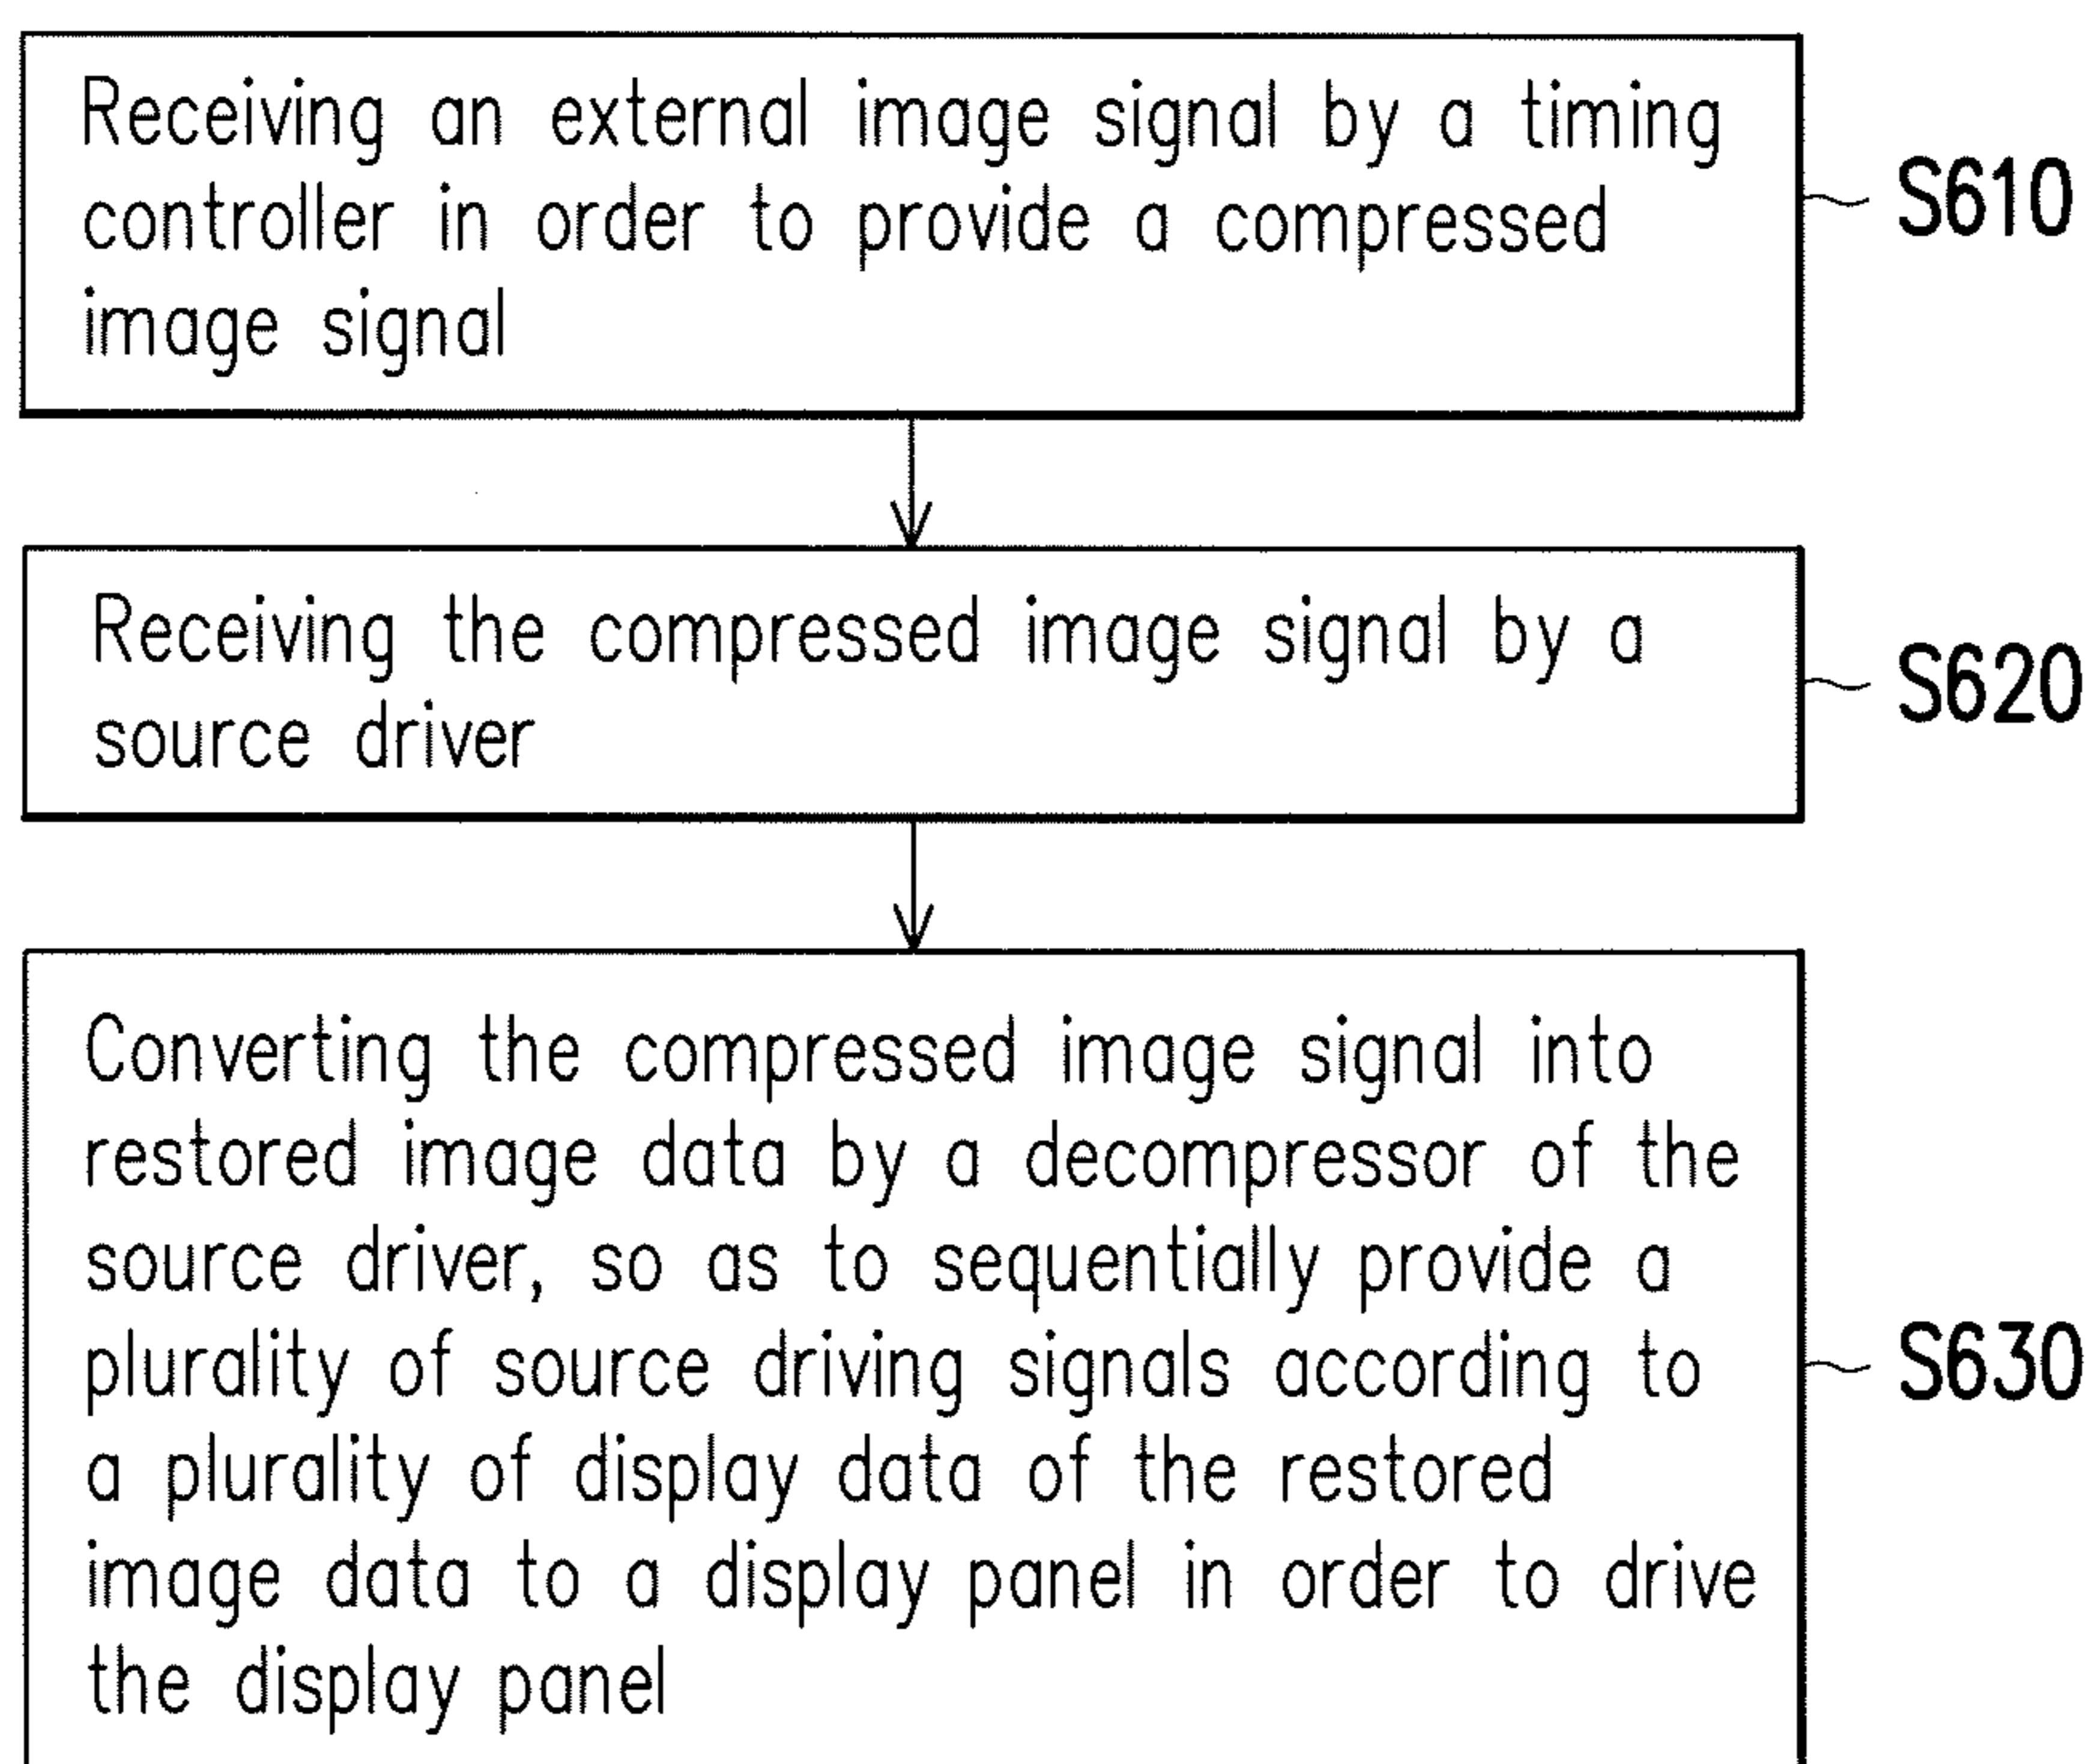 Receiving an external image signal by a timing
controller in order to provide a compressed
image signal
S610
Receiving the compressed image signal by a
source driver
S620
Converting the compressed image signal into
restored image data by a decompressor of the
source driver, so as to sequentially provide a
plurality of source driving signals according to
a plurality of display data of the restored
image data to a display panel in order to drive
the display panel
S630